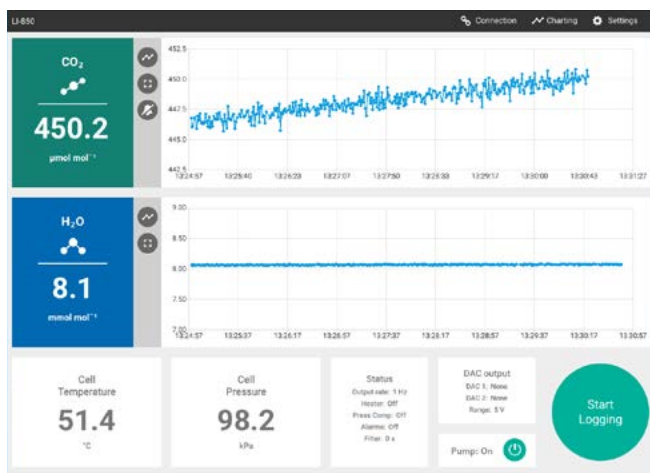 LI-850
Connection
Charting
Settings
CO₂
450.2
μmol mol⁻¹
452.5
450.0
447.5
445.0
442.5
13:24:57 13:25:40 13:26:23 13:27:07 13:27:50 13:28:33 13:29:17 13:30:00 13:30:43 13:31:27
H₂O
8.1
mmol mol⁻¹
9.00
8.50
8.00
7.50
7.00
13:24:57 13:25:37 13:26:17 13:26:57 13:27:37 13:28:17 13:28:57 13:29:37 13:30:17 13:30:57
Cell
Temperature
51.4
°C
Cell
Pressure
98.2
kPa
Status
Output rate: 1 Hz
Heater: Off
Press Comp: Off
Alarms: Off
Filter: 0 s
DAC output
DAC 1: None
DAC 2: None
Range: 5 V
Pump: On
Start
Logging